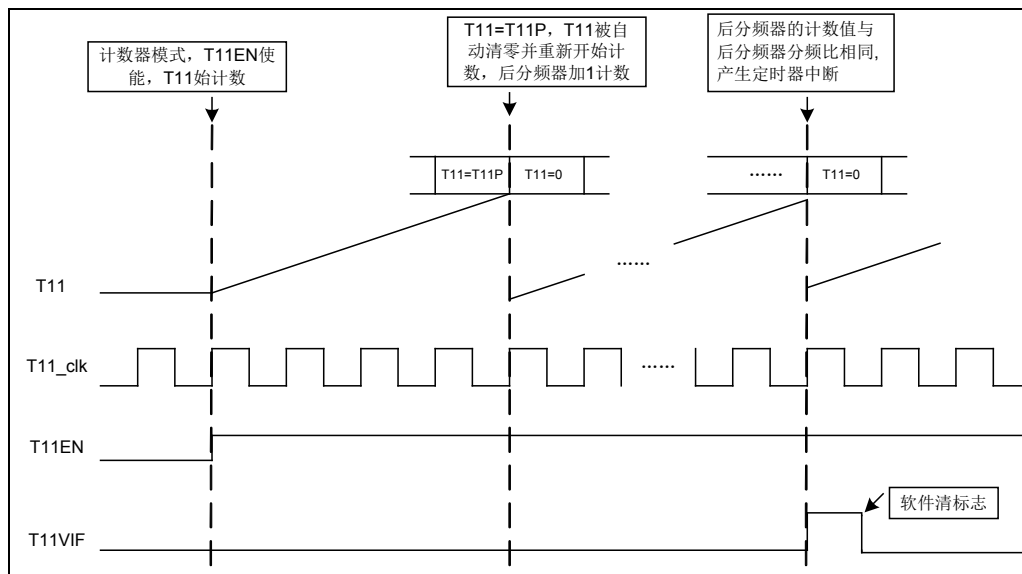 计数器模式，T11EN使
能，T11始计数
T11=T11P，T11被自
动清零并重新开始计
数，后分频器加1计数
后分频器的计数值与
后分频器分频比相同,
产生定时器中断
T11=T11P
T11=0
……
T11=0
……
T11
T11_clk
……
T11EN
软件清标志
T11VIF